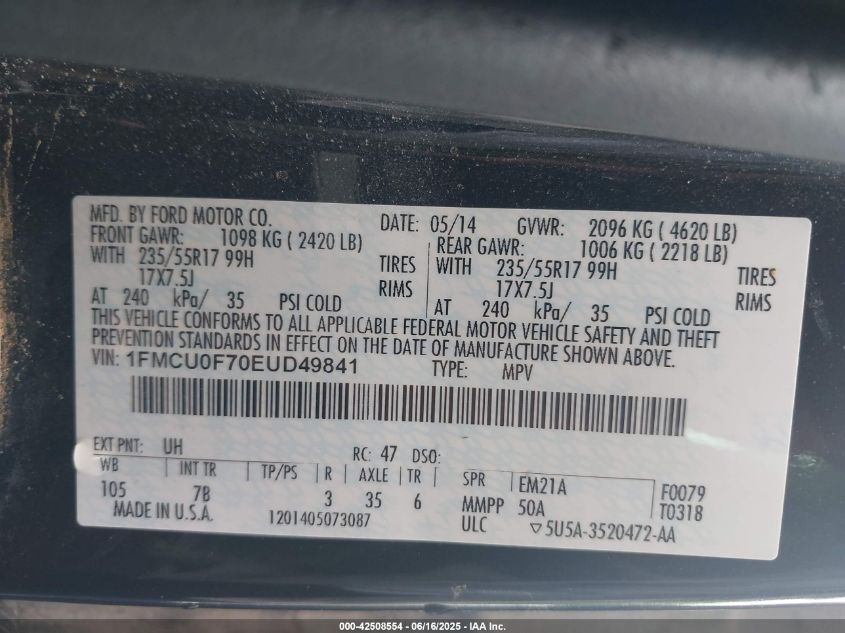 MFD. BY FORD MOTOR CO. DATE: 05/14 GVWR: 2096 KG ( 4620 LB)
FRONT GAWR: 1098 KG ( 2420 LB) REAR GAWR: 1006 KG ( 2218 LB)
WITH 235/55R17 99H TIRES WITH 235/55R17 99H TIRES
17X7.5J RIMS 17X7.5J RIMS
AT 240 kPa/ 35 PSI COLD AT 240 kPa/ 35 PSI COLD
THIS VEHICLE CONFORMS TO ALL APPLICABLE FEDERAL MOTOR VEHICLE SAFETY AND THEFT
PREVENTION STANDARDS IN EFFECT ON THE DATE OF MANUFACTURE SHOWN ABOVE.
VIN: 1FMCU0F70EUD49841 TYPE: MPV
EXT PNT: UH RC: 47 DSO:
WB INT TR TP/PS R AXLE TR SPR EM21A F0079
105 7B 3 35 6 MMPP 50A T0318
MADE IN U.S.A. 1201405073087 ULC ▽5U5A-3520472-AA
000-42508554 - 06/16/2025 - IAA Inc.